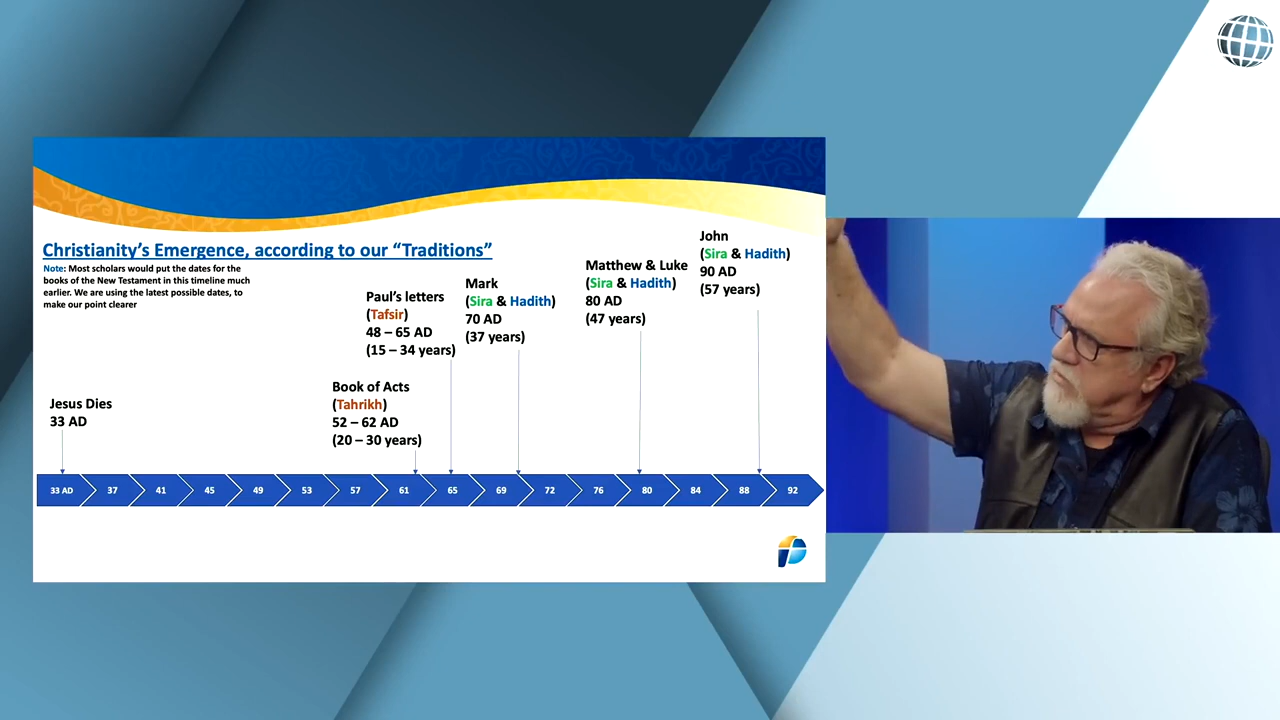 Christianity's Emergence, according to our “Traditions”
Note: Most scholars would put the dates for the
books of the New Testament in this timeline much
earlier. We are using the latest possible dates, to
make our point clearer
Jesus Dies
33 AD
Book of Acts
(Tahrikh)
52 – 62 AD
(20 – 30 years)
Paul's letters
(Tafsir)
48 – 65 AD
(15 – 34 years)
Mark
(Sira & Hadith)
70 AD
(37 years)
Matthew & Luke
(Sira & Hadith)
80 AD
(47 years)
John
(Sira & Hadith)
90 AD
(57 years)
33 AD 37 41 45 49 53 57 61 65 69 72 76 80 84 88 92